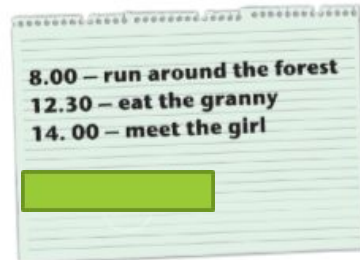 8.00 – run around the forest
12.30 – eat the granny
14. 00 – meet the girl